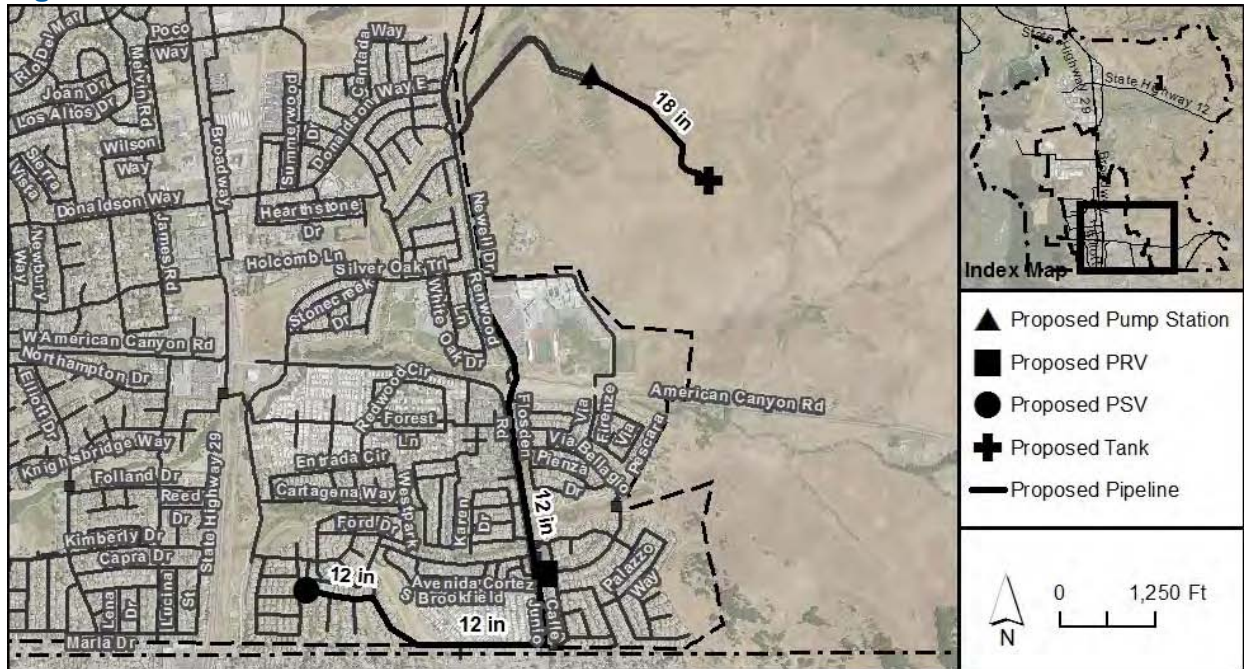 Rio Del Mar
Poco
Way
Melvin Rd
Joan Dr
Los Altos Dr
Wilson
Way
Sierra
Vista
Broadway
Summerwood
Dr
Cantada
Way
Donaldson Way E
18 in
Donaldson Way
Hearthstone
Dr
Newbury
Way
James Rd
Holcomb Ln
Silver Oak Trl
Newell Dr
Stonecreek
Dr
White Oak Dr
Ln
Renwood
W American Canyon Rd
Northampton Dr
Elliott Dr
Redwood Cir
Forest
Ln
Flosden
Rd
Via
Firenze
Via
Pescara
Via Bellagio
Pienza
Dr
American Canyon Rd
Knightsbridge Way
Folland Dr
Reed
Dr
State Highway 29
Entrada Cir
Cartagena Way
Westpark
Karen
Dr
12 in
Kimberly Dr
Capra Dr
Ford Dr
Palazzo
Way
12 in
Avenida Cortez
S Brookfield
Calle
Junio
Lena
Dr
Lucina
St
12 in
Marla Dr
State Highway 29
State Highway 12
Index Map
Proposed Pump Station
Proposed PRV
Proposed PSV
Proposed Tank
Proposed Pipeline
N
0 1,250 Ft